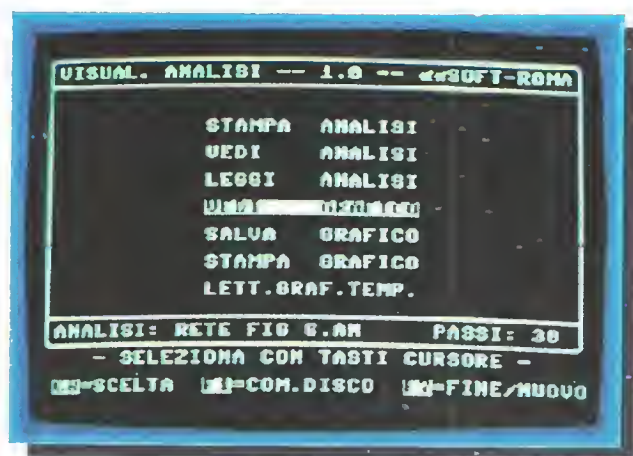 VISUAL. ANALISI -- 1.0 -- SOFT-ROMA
STAMPA ANALISI
VEDI ANALISI
LEGGI ANALISI
GRAFICO
SALVA GRAFICO
STAMPA GRAFICO
LETT.GRAF.TEMP.
ANALISI: RETE FIG 6.AN PASSI: 30
- SELEZIONA CON TASTI CURSORE -
=SCELTA =COM.DISCO =FINE/NUOVO